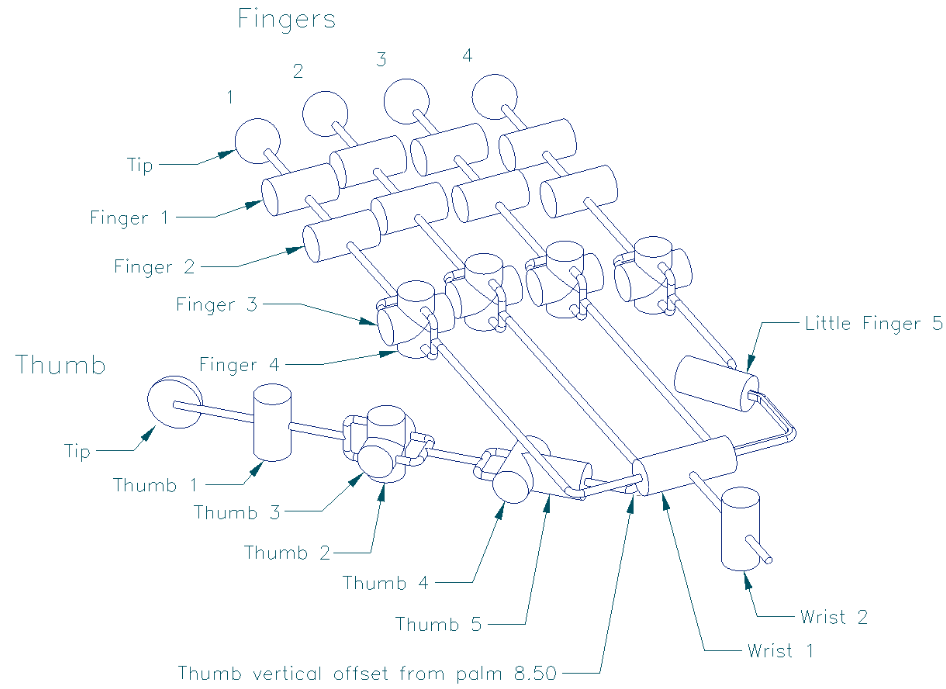 Fingers
1
2
3
4
Tip
Finger 1
Finger 2
Finger 3
Finger 4
Little Finger 5
Thumb
Tip
Thumb 1
Thumb 3
Thumb 2
Thumb 4
Thumb 5
Wrist 2
Wrist 1
Thumb vertical offset from palm 8.50